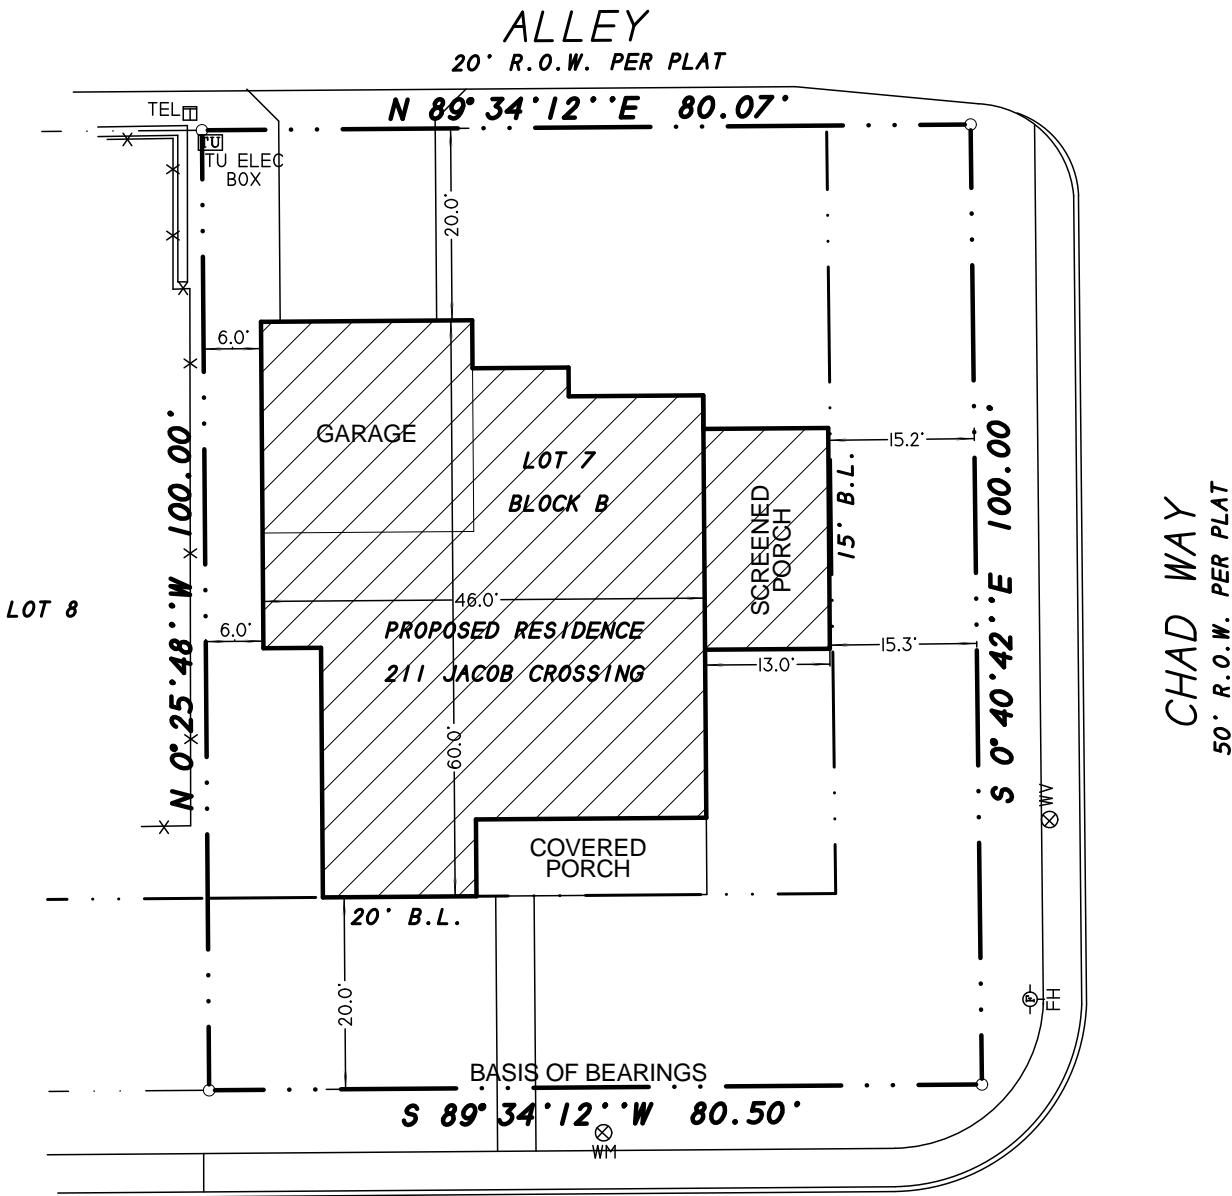 ALLEY
20' R.O.W. PER PLAT
N 89° 34'12''E 80.07'
TEL
T
TU
TU ELEC
BOX
20.0'
6.0'
GARAGE
LOT 7
BLOCK B
15.2'
15' B.L.
SCREENED
PORCH
N 0°25'48''W 100.00'
S 0°40'42''E 100.00'
CHAD WAY
50' R.O.W. PER PLAT
LOT 8
46.0'
6.0'
PROPOSED RESIDENCE
211 JACOB CROSSING
15.3'
13.0'
60.0'
WV
COVERED
PORCH
20' B.L.
20.0'
FH
BASIS OF BEARINGS
S 89°34'12''W 80.50'
WM